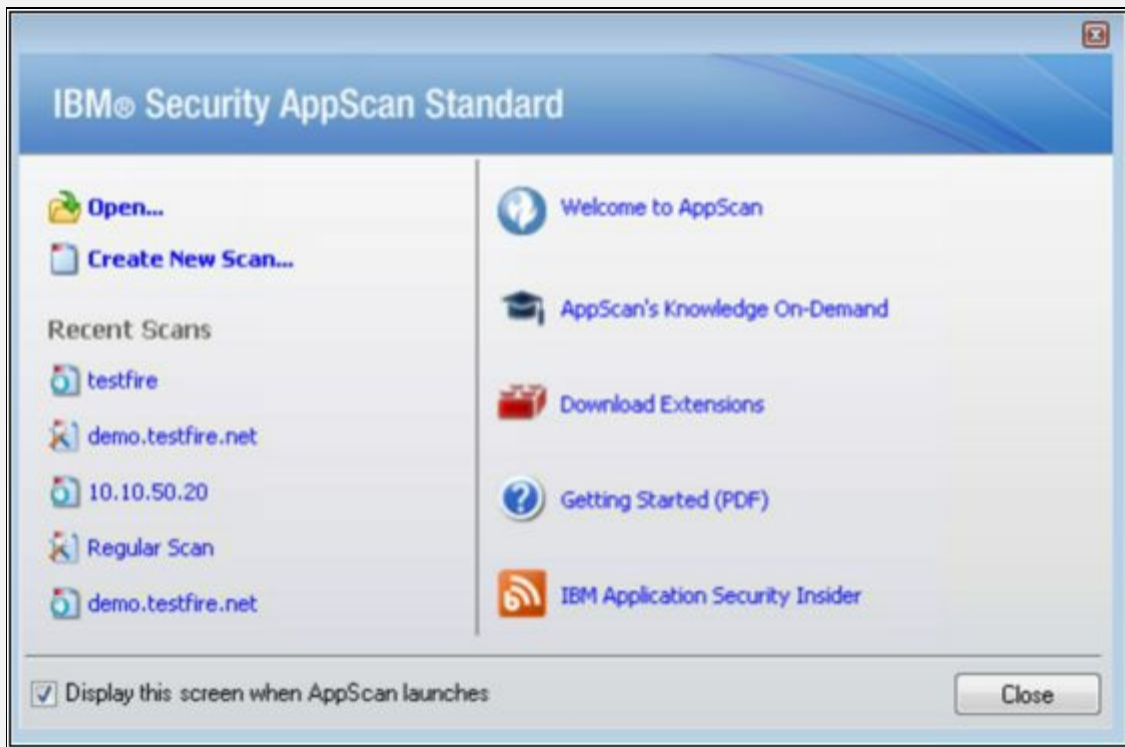 IBM® Security AppScan Standard
Open...
Create New Scan...
Recent Scans
testfire
demo.testfire.net
10.10.50.20
Regular Scan
demo.testfire.net
Welcome to AppScan
AppScan's Knowledge On-Demand
Download Extensions
Getting Started (PDF)
IBM Application Security Insider
Display this screen when AppScan launches
Close